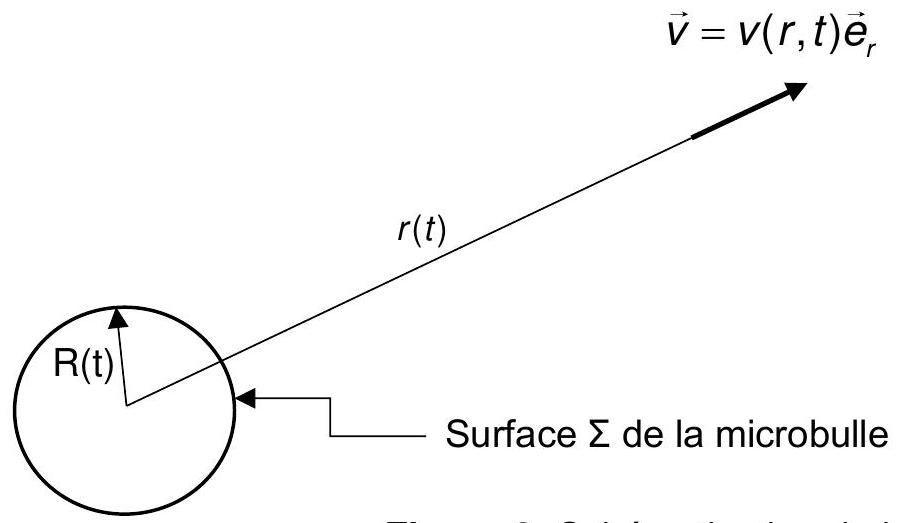 v⃗ = v(r,t)e⃗ᵣ
r(t)
R(t)
Surface Σ de la microbulle